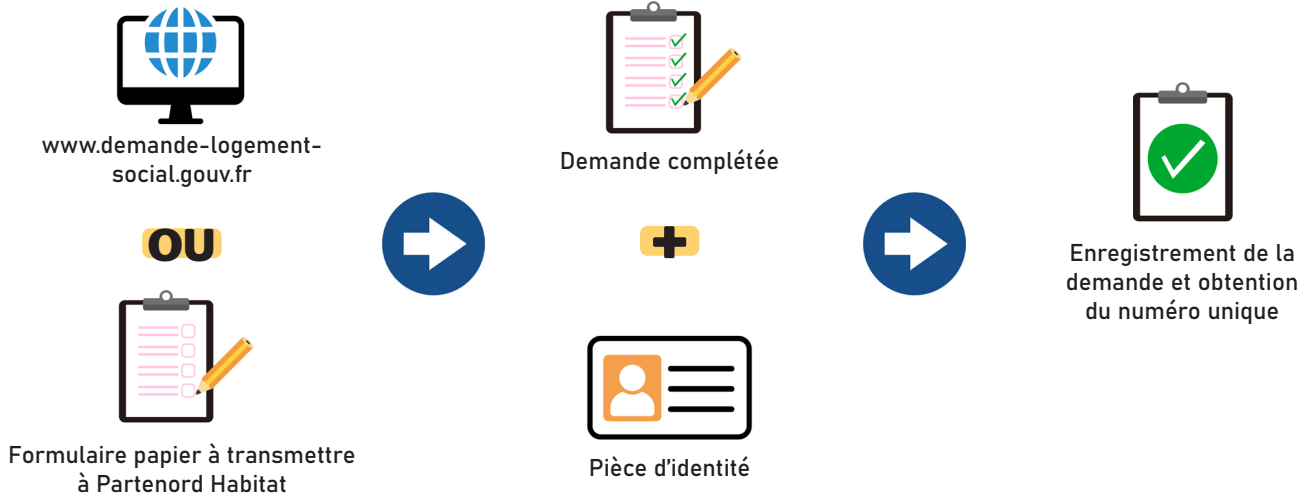 www.demande-logement-
social.gouv.fr
OU
Formulaire papier à transmettre
à Partenord Habitat
Demande complétée
+
Pièce d'identité
Enregistrement de la
demande et obtention
du numéro unique